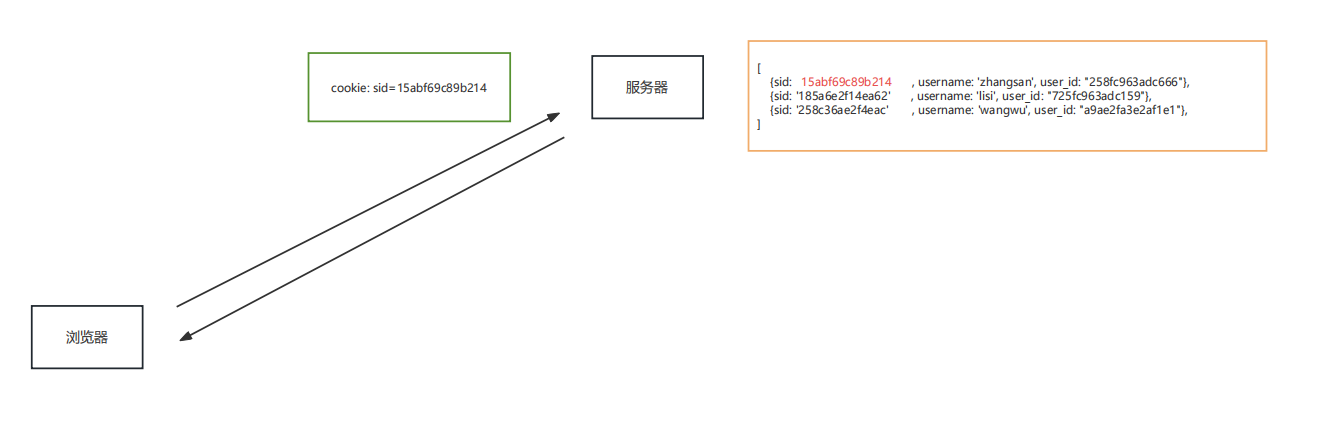 cookie: sid=15abf69c89b214
服务器
[
{sid: 15abf69c89b214 , username: 'zhangsan', user_id: "258fc963adc666"},
{sid: '185a6e2f14ea62' , username: 'lisi', user_id: "725fc963adc159"},
{sid: '258c36ae2f4eac' , username: 'wangwu', user_id: "a9ae2fa3e2af1e1"},
]
浏览器